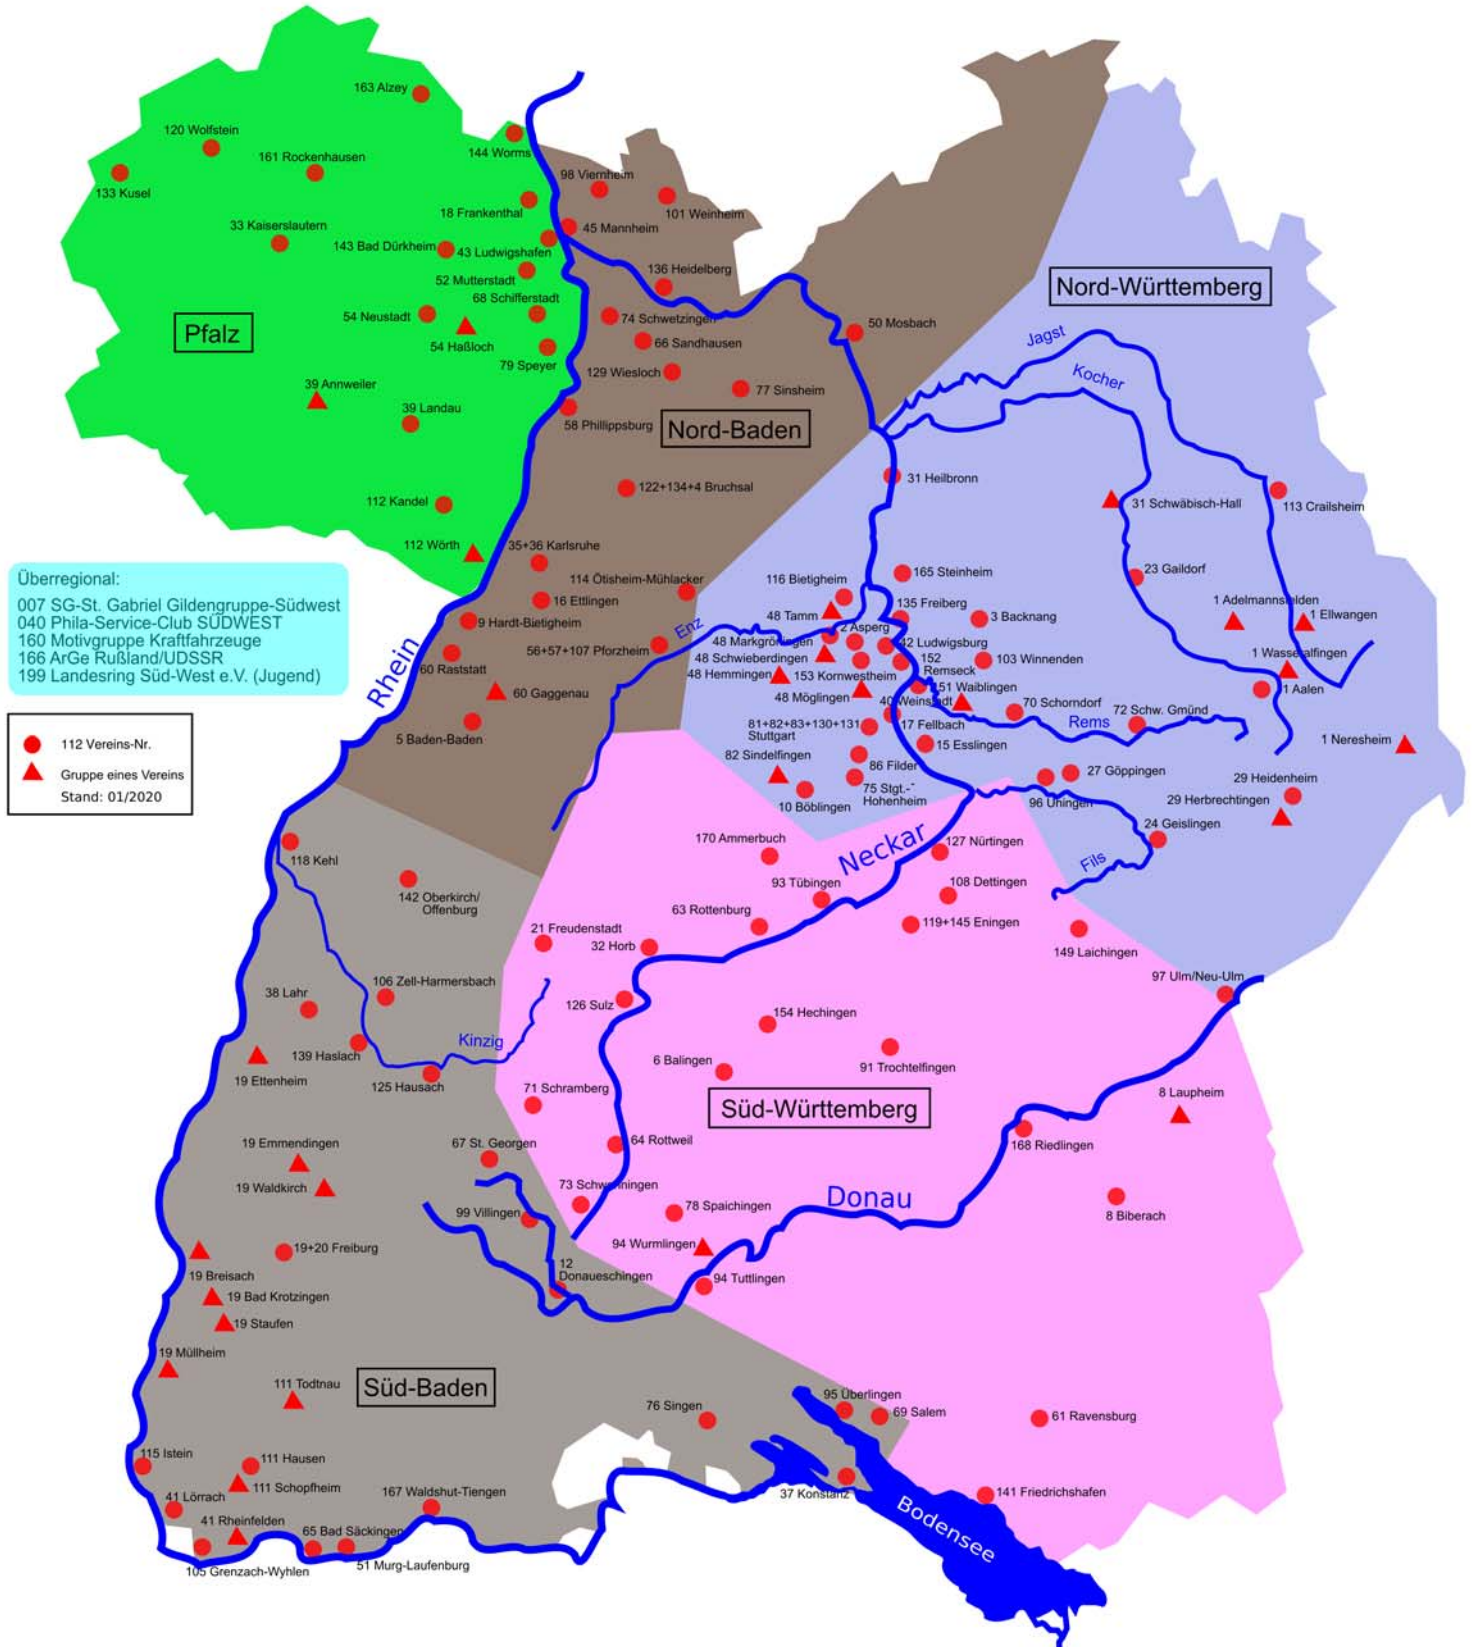 163 Alzey
120 Wolfstein
144 Worms
161 Rockenhausen
98 Viernheim
133 Kusel
18 Frankenthal
101 Weinheim
33 Kaiserslautern
45 Mannheim
143 Bad Dürkheim
43 Ludwigshafen
136 Heidelberg
52 Mutterstadt
Nord-Württemberg
68 Schifferstadt
54 Neustadt
74 Schwetzingen
50 Mosbach
Pfalz
Jagst
54 Haßloch
66 Sandhausen
79 Speyer
129 Wiesloch
Kocher
39 Annweiler
77 Sinsheim
39 Landau
58 Phillippsburg
Nord-Baden
31 Heilbronn
122+134+4 Bruchsal
112 Kandel
31 Schwäbisch-Hall
113 Crailsheim
112 Wörth
35+36 Karlsruhe
Überregional:
007 SG-St. Gabriel Gildengruppe-Südwest
040 Phila-Service-Club SÜDWEST
160 Motivgruppe Kraftfahrzeuge
166 ArGe Rußland/UDSSR
199 Landesring Süd-West e.V. (Jugend)
114 Ötisheim-Mühlacker
116 Bietigheim
165 Steinheim
23 Gaildorf
16 Ettlingen
135 Freiberg
1 Adelmannsfelden
9 Hardt-Bietigheim
48 Tamm
3 Backnang
1 Ellwangen
Enz
2 Asperg
48 Markgröningen
42 Ludwigsburg
56+57+107 Pforzheim
48 Schwieberdingen
152
Remseck
103 Winnenden
1 Wasseralfingen
60 Raststatt
48 Hemmingen
153 Kornwestheim
Rhein
60 Gaggenau
48 Möglingen
151 Waiblingen
1 Aalen
40 Weinstadt
70 Schorndorf
72 Schw. Gmünd
5 Baden-Baden
81+82+83+130+131
Stuttgart
17 Fellbach
Rems
112 Vereins-Nr.
Gruppe eines Vereins
Stand: 01/2020
15 Esslingen
1 Neresheim
82 Sindelfingen
86 Filder
27 Göppingen
29 Heidenheim
75 Stgt.-
Hohenheim
10 Böblingen
96 Uhingen
29 Herbrechtingen
24 Geislingen
170 Ammerbuch
Neckar
127 Nürtingen
118 Kehl
Fils
93 Tübingen
108 Dettingen
142 Oberkirch/
Offenburg
63 Rottenburg
119+145 Eningen
21 Freudenstadt
32 Horb
149 Laichingen
97 Ulm/Neu-Ulm
106 Zell-Harmersbach
38 Lahr
126 Sulz
154 Hechingen
Kinzig
139 Haslach
6 Balingen
91 Trochtelfingen
19 Ettenheim
125 Hausach
71 Schramberg
8 Laupheim
Süd-Württemberg
19 Emmendingen
67 St. Georgen
64 Rottweil
168 Riedlingen
19 Waldkirch
73 Schwenningen
Donau
99 Villingen
78 Spaichingen
8 Biberach
19+20 Freiburg
94 Wurmlingen
19 Breisach
12
Donaueschingen
94 Tuttlingen
19 Bad Krotzingen
19 Staufen
19 Müllheim
111 Todtnau
Süd-Baden
95 Überlingen
76 Singen
69 Salem
61 Ravensburg
115 Istein
111 Hausen
111 Schopfheim
167 Waldshut-Tiengen
37 Konstanz
141 Friedrichshafen
41 Lörrach
41 Rheinfelden
65 Bad Säckingen
Bodensee
105 Grenzach-Wyhlen
51 Murg-Laufenburg